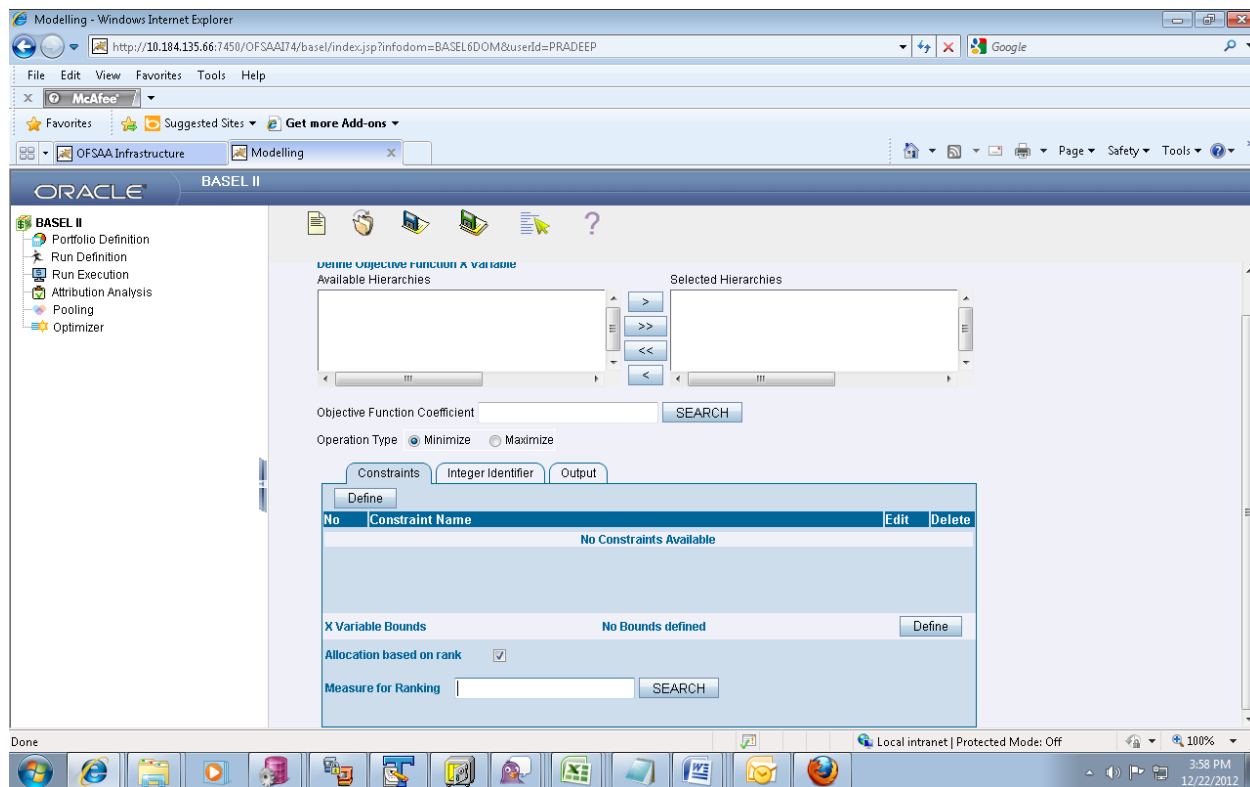 Modelling - Windows Internet Explorer
http://10.184.135.66:7450/OFSAAI74/basel/index.jsp?infodom=BASEL6DOM&userId=PRADEEP
Google
File Edit View Favorites Tools Help
x McAfee
Favorites Suggested Sites Get more Add-ons
OFSAA Infrastructure Modelling x Page Safety Tools
ORACLE BASEL II
BASEL II
Portfolio Definition
Run Definition
Run Execution
Attribution Analysis
Pooling
Optimizer
?
Define Objective Function X Variable
Available Hierarchies Selected Hierarchies
>
>>
<<
<
Objective Function Coefficient SEARCH
Operation Type Minimize Maximize
Constraints Integer Identifier Output
Define
No Constraint Name Edit Delete
No Constraints Available
X Variable Bounds No Bounds defined Define
Allocation based on rank
Measure for Ranking SEARCH
Done Local intranet | Protected Mode: Off 100%
3:58 PM
12/22/2012